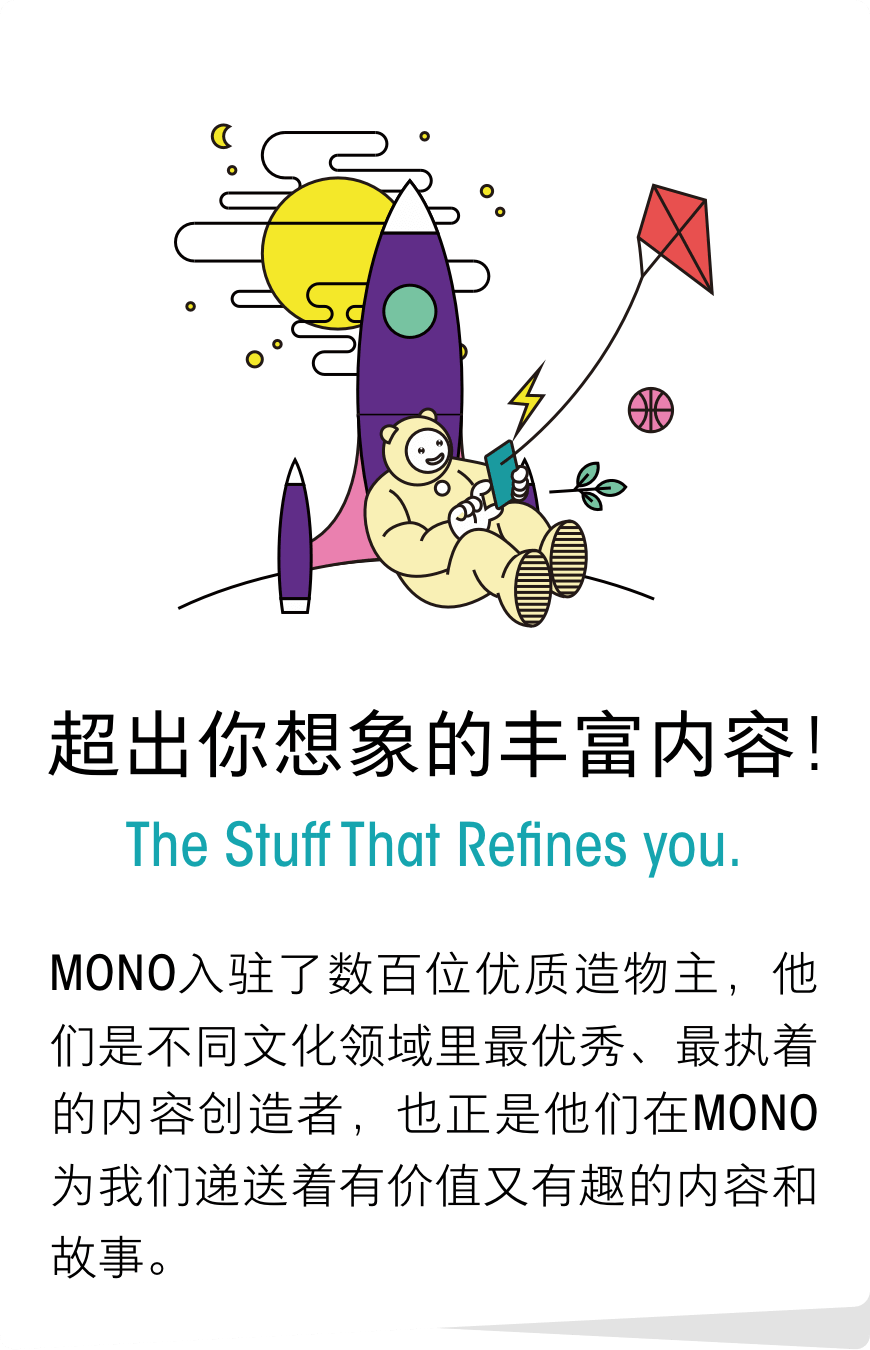 超出你想象的丰富内容!
The Stuff That Refines you.
MONO入驻了数百位优质造物主，他
们是不同文化领域里最优秀、最执着
的内容创造者，也正是他们在MONO
为我们递送着有价值又有趣的内容和
故事。